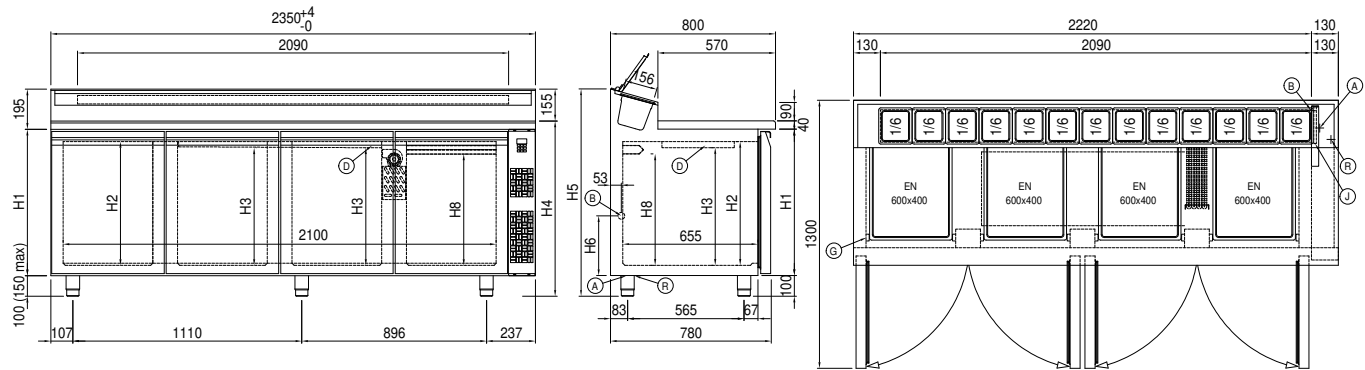 2350 +4 -0
2090
195
155
H1
H2
H3
D
H3
H8
H4
2100
100 (150 max)
107
1110
896
237
800
570
156
90
40
H5
53
B
H6
H8
D
H3
H2
H1
655
A
R
100
83
565
67
780
2220
130
130
2090
130
B
A
1/6 1/6 1/6 1/6 1/6 1/6 1/6 1/6 1/6 1/6 1/6 1/6 1/6
R
J
EN
600x400
EN
600x400
EN
600x400
EN
600x400
G
1300